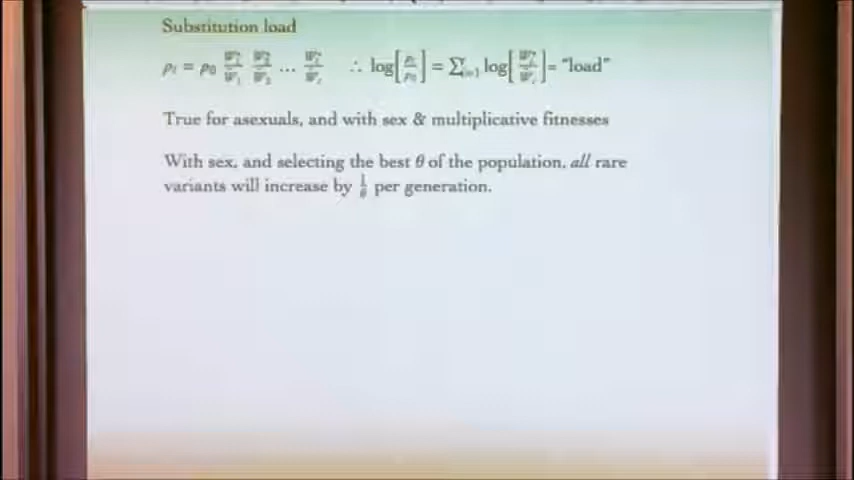 Substitution load
p_t = p_0 W*_1/W̄_1 W*_2/W̄_2 ... W*_t/W̄_t ∴ log[p_t/p_0] = ∑_{i=1} log[W*_i/W̄_i] = "load"
True for asexuals, and with sex & multiplicative fitnesses
With sex, and selecting the best θ of the population, all rare
variants will increase by 1/θ per generation.